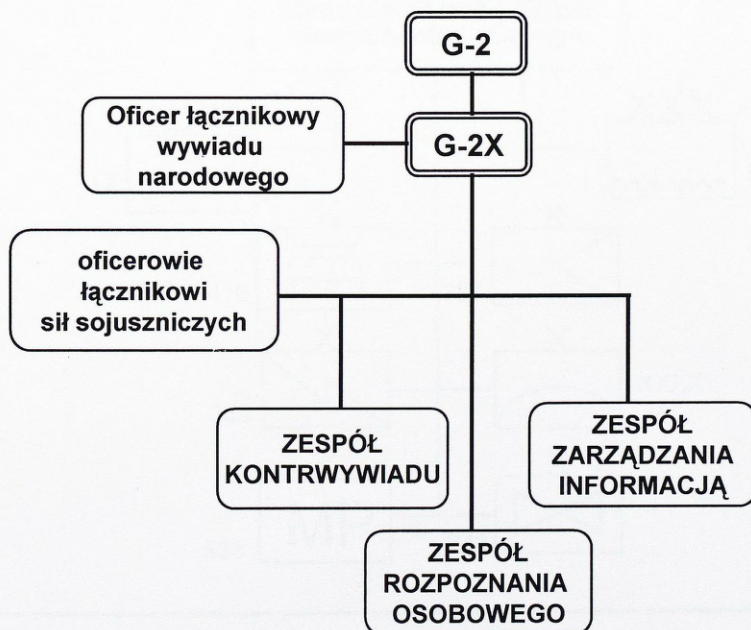 G-2
Oficer łącznikowy
wywiadu
narodowego
G-2X
oficerowie
łącznikowi
sił sojuszniczych
ZESPÓŁ
KONTRWYWIADU
ZESPÓŁ
ZARZĄDZANIA
INFORMACJĄ
ZESPÓŁ
ROZPOZNANIA
OSOBOWEGO